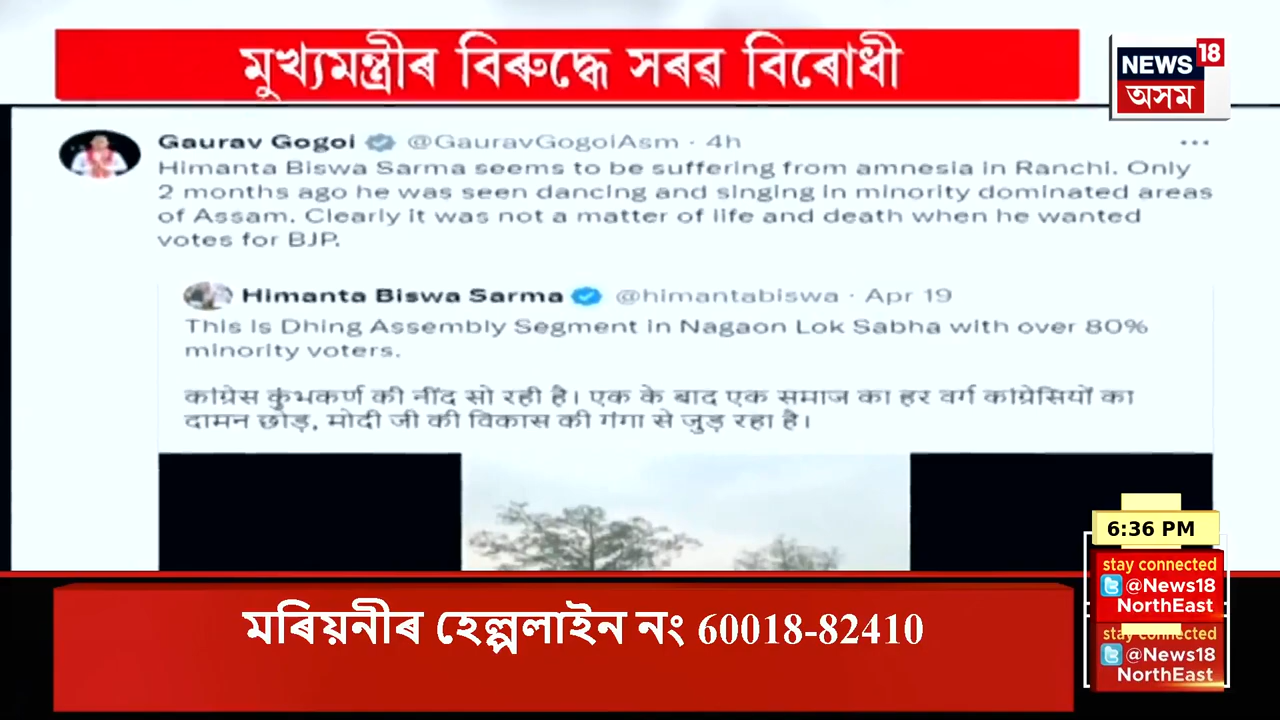 মুখ্যমন্ত্ৰীৰ বিৰুদ্ধে সৰৱ বিৰোধী
NEWS 18
অসম
Gaurav Gogoi @GauravGogoiAsm · 4h
Himanta Biswa Sarma seems to be suffering from amnesia in Ranchi. Only
2 months ago he was seen dancing and singing in minority dominated areas
of Assam. Clearly it was not a matter of life and death when he wanted
votes for BJP.
Himanta Biswa Sarma @himantabiswa · Apr 19
This is Dhing Assembly Segment in Nagaon Lok Sabha with over 80%
minority voters.
कांग्रेस कुंभकर्ण की नींद सो रही है। एक के बाद एक समाज का हर वर्ग कांग्रेसियों का
दामन छोड़, मोदी जी की विकास की गंगा से जुड़ रहा है।
6:36 PM
stay connected
@News18
NorthEast
stay connected
@News18
NorthEast
মৰিয়নীৰ হেল্পলাইন নং 60018-82410